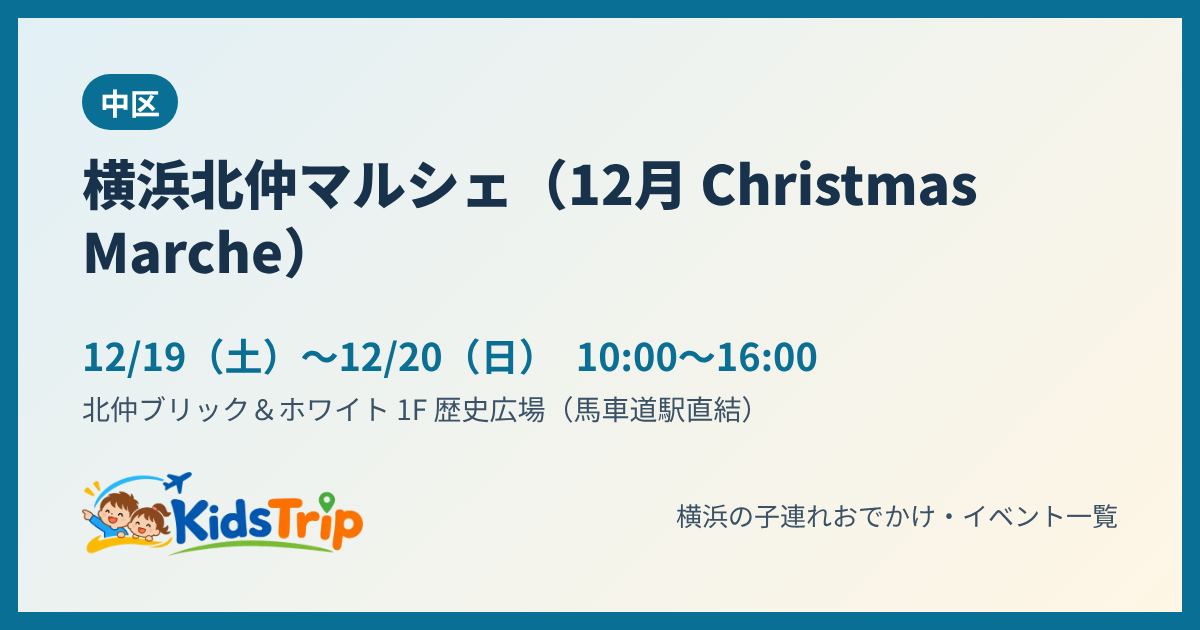 中区
横浜北仲マルシェ（12月 Christmas
Marche）
12/19（土）〜12/20（日） 10:00〜16:00
北仲ブリック＆ホワイト 1F 歴史広場（馬車道駅直結）
KidsTrip
横浜の子連れおでかけ・イベント一覧